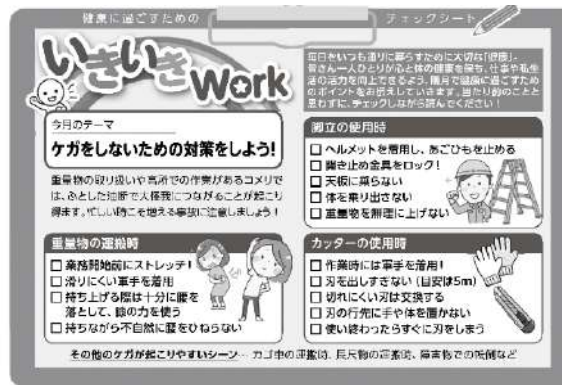 健康に過ごすための
チェックシート
いきいきWork
毎日をいつも通りに暮らすために大切な「健康」。
皆さん一人ひとりが心と体の健康を保ち、仕事や私生
活の活力を向上できるよう、隔月で健康に過ごすため
のポイントをお伝えしていきます。当たり前のことと
思わずに、チェックしながら読んでください！
今月のテーマ
ケガをしないための対策をしよう!
重量物の取り扱いや高所での作業があるコメリで
は、ふとした油断で大怪我につながることが起こり
得ます。忙しい時こそ増える事故に注意しましょう！
脚立の使用時
□ ヘルメットを着用し、あごひもを止める
□ 開き止め金具をロック！
□ 天板に乗らない
□ 体を乗り出さない
□ 重量物を無理に上げない
重量物の運搬時
□ 業務開始前にストレッチ！
□ 滑りにくい軍手を着用
□ 持ち上げる際は十分に腰を
落として、膝の力を使う
□ 持ちながら不自然に腰をひねらない
カッターの使用時
□ 作業時には軍手を着用！
□ 刃を出しすぎない（目安は5m）
□ 切れにくい刃は交換する
□ 刃の行先に手や体を置かない
□ 使い終わったらすぐに刃をしまう
その他のケガが起こりやすいシーン… カゴ車の運搬時、長尺物の運搬時、障害物での転倒など